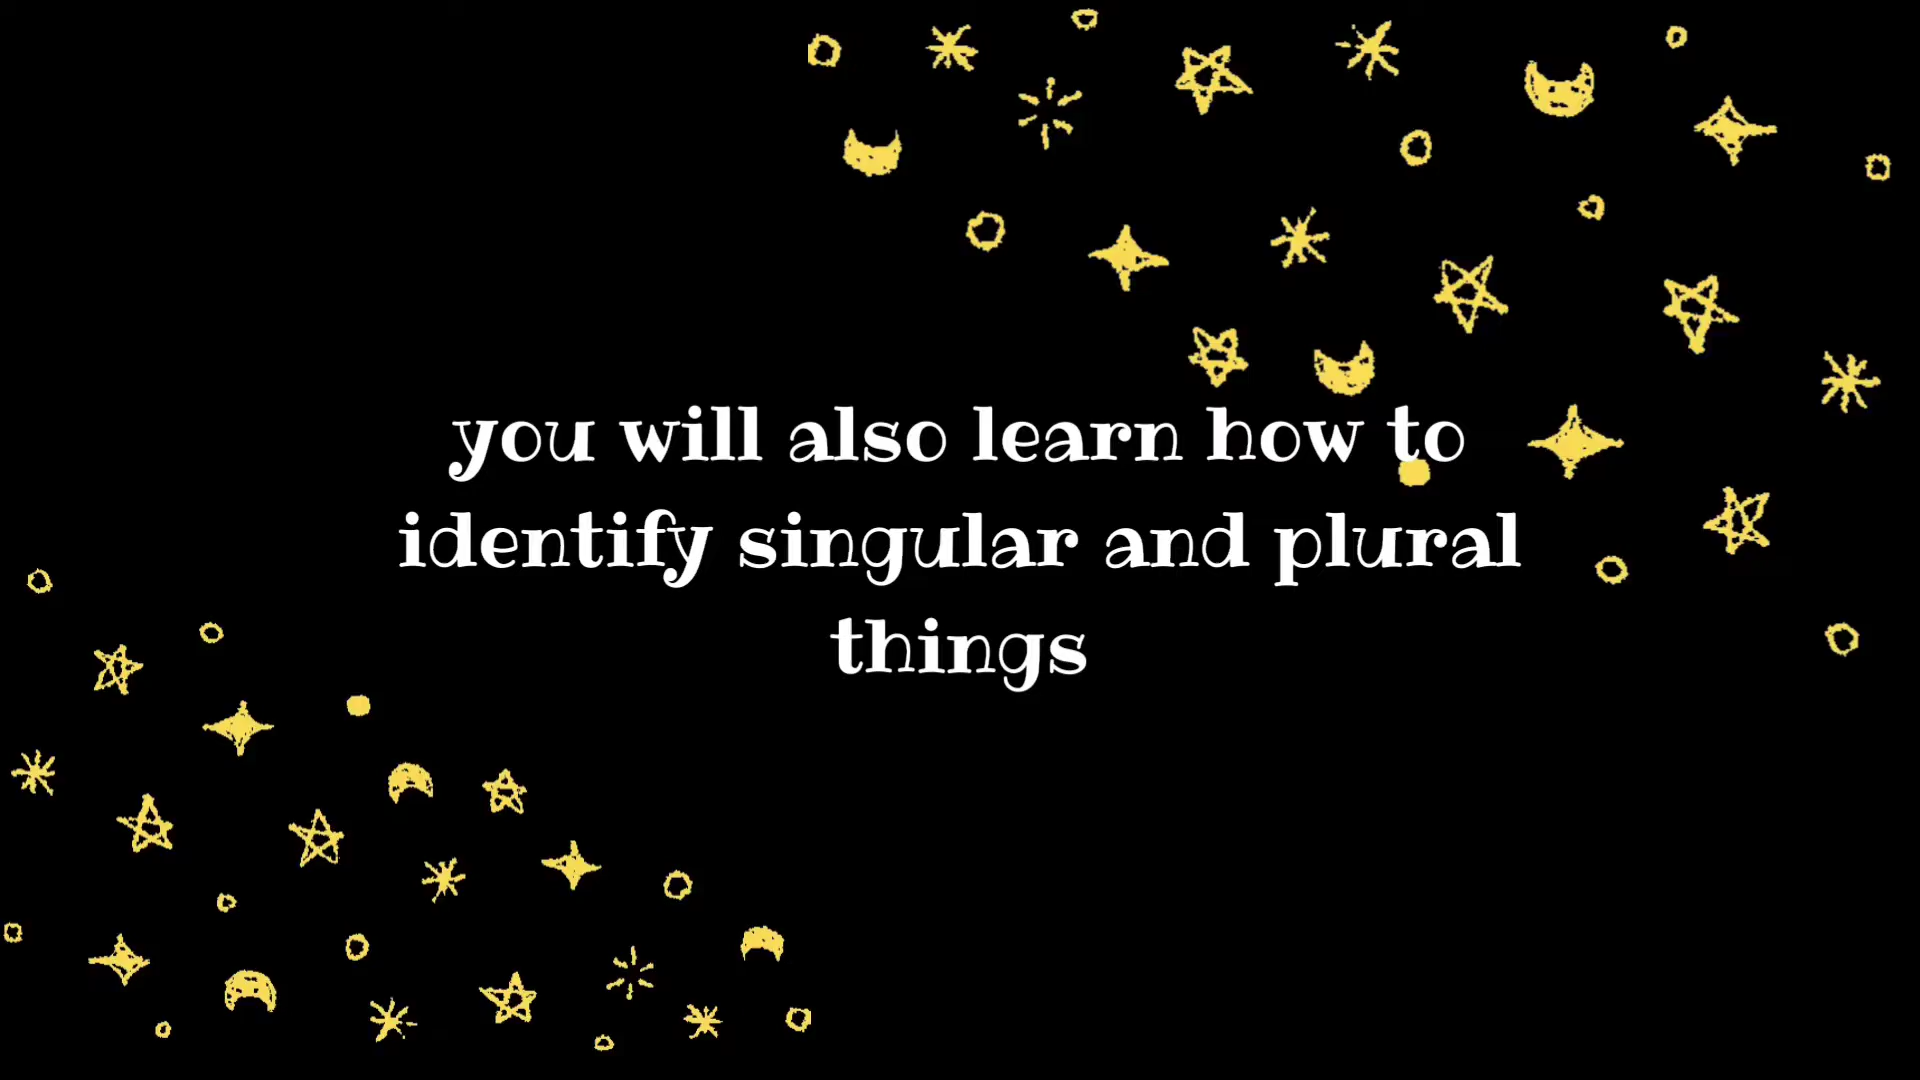 you will also learn how to
identify singular and plural
things